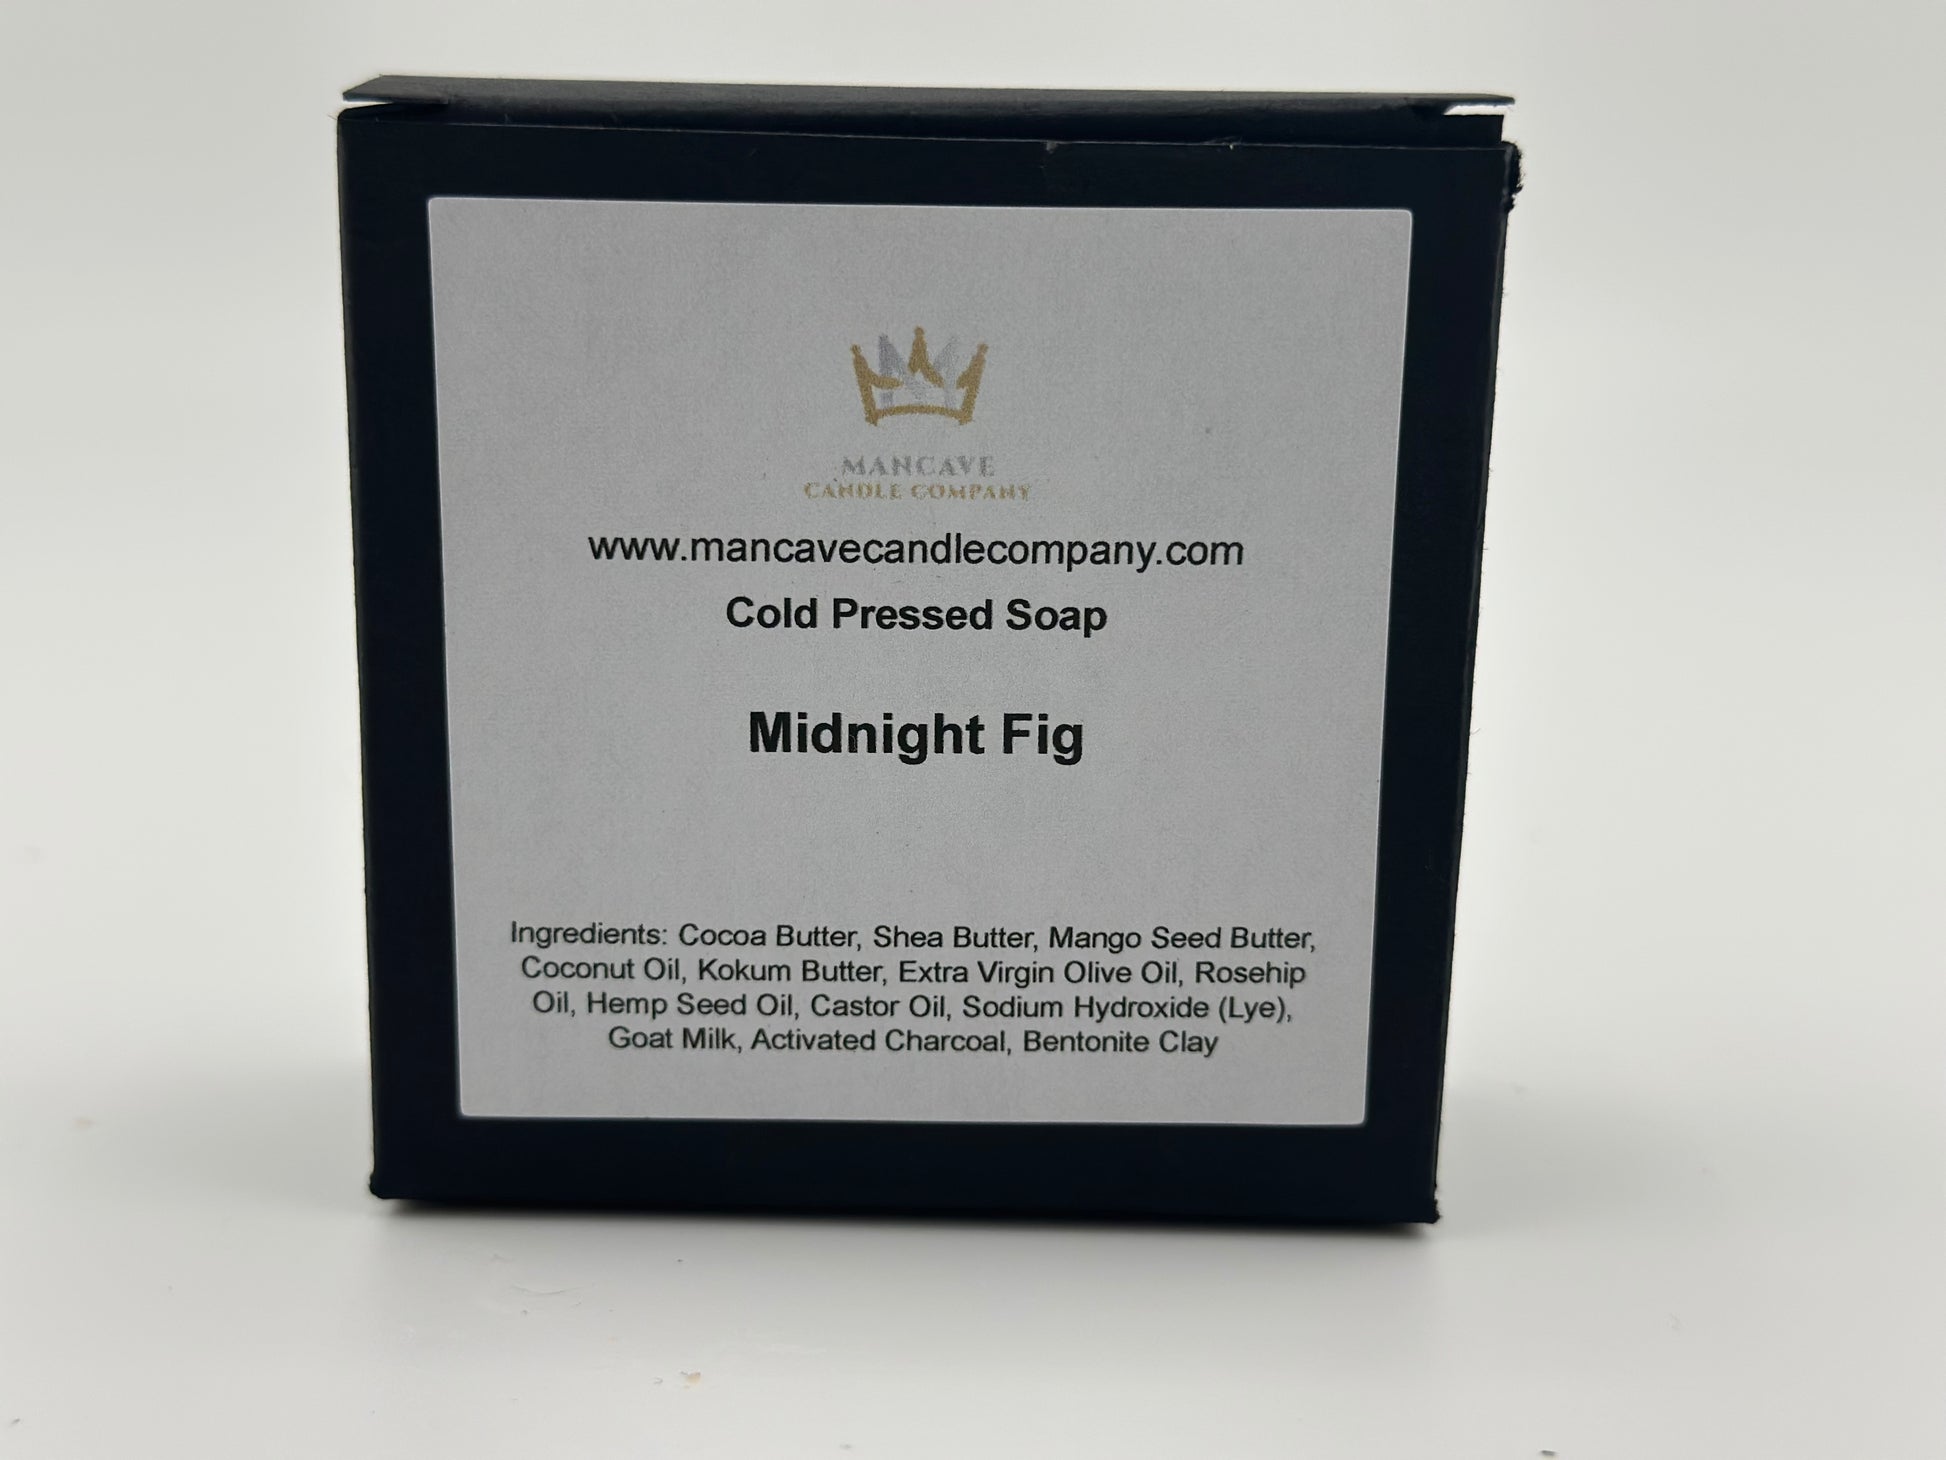 MANCAVE
CANDLE COMPANY
www.mancavecandlecompany.com
Cold Pressed Soap
Midnight Fig
Ingredients: Cocoa Butter, Shea Butter, Mango Seed Butter,
Coconut Oil, Kokum Butter, Extra Virgin Olive Oil, Rosehip
Oil, Hemp Seed Oil, Castor Oil, Sodium Hydroxide (Lye),
Goat Milk, Activated Charcoal, Bentonite Clay